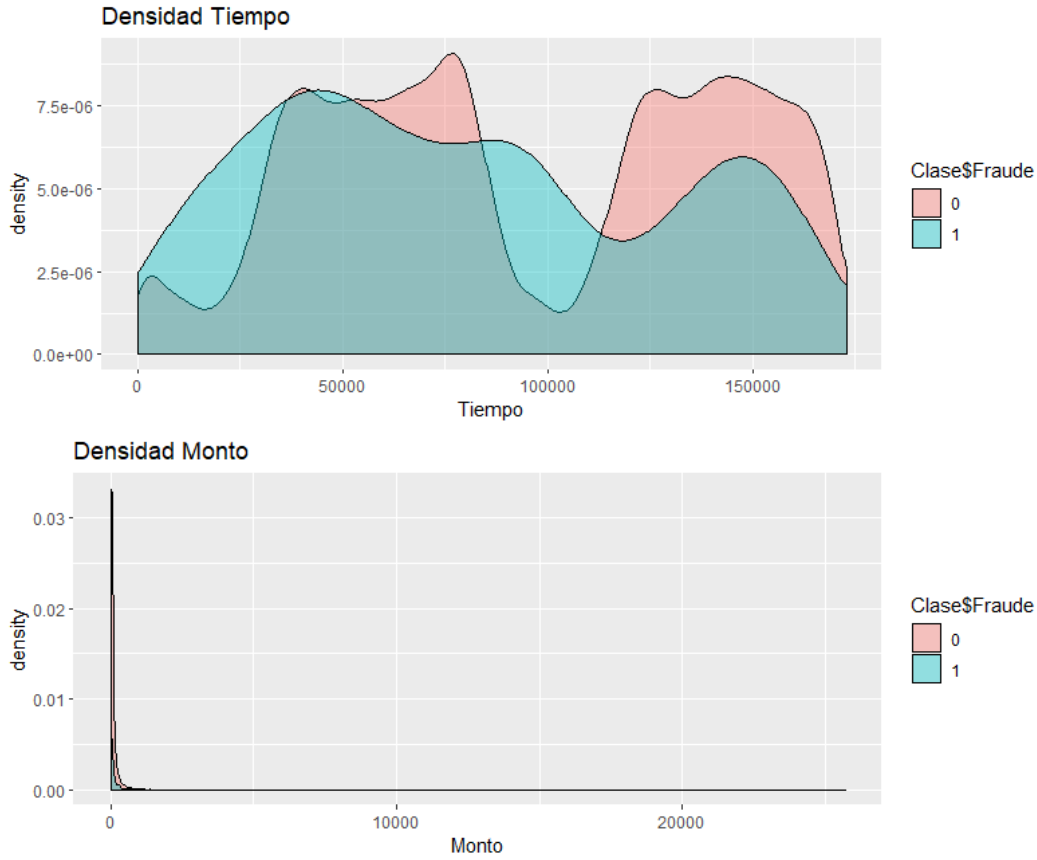 Densidad Tiempo
7.5e-06
5.0e-06
2.5e-06
0.0e+00
density
0 50000 100000 150000
Tiempo
Clase$Fraude
0
1
Densidad Monto
0.03
0.02
0.01
0.00
density
0 10000 20000
Monto
Clase$Fraude
0
1